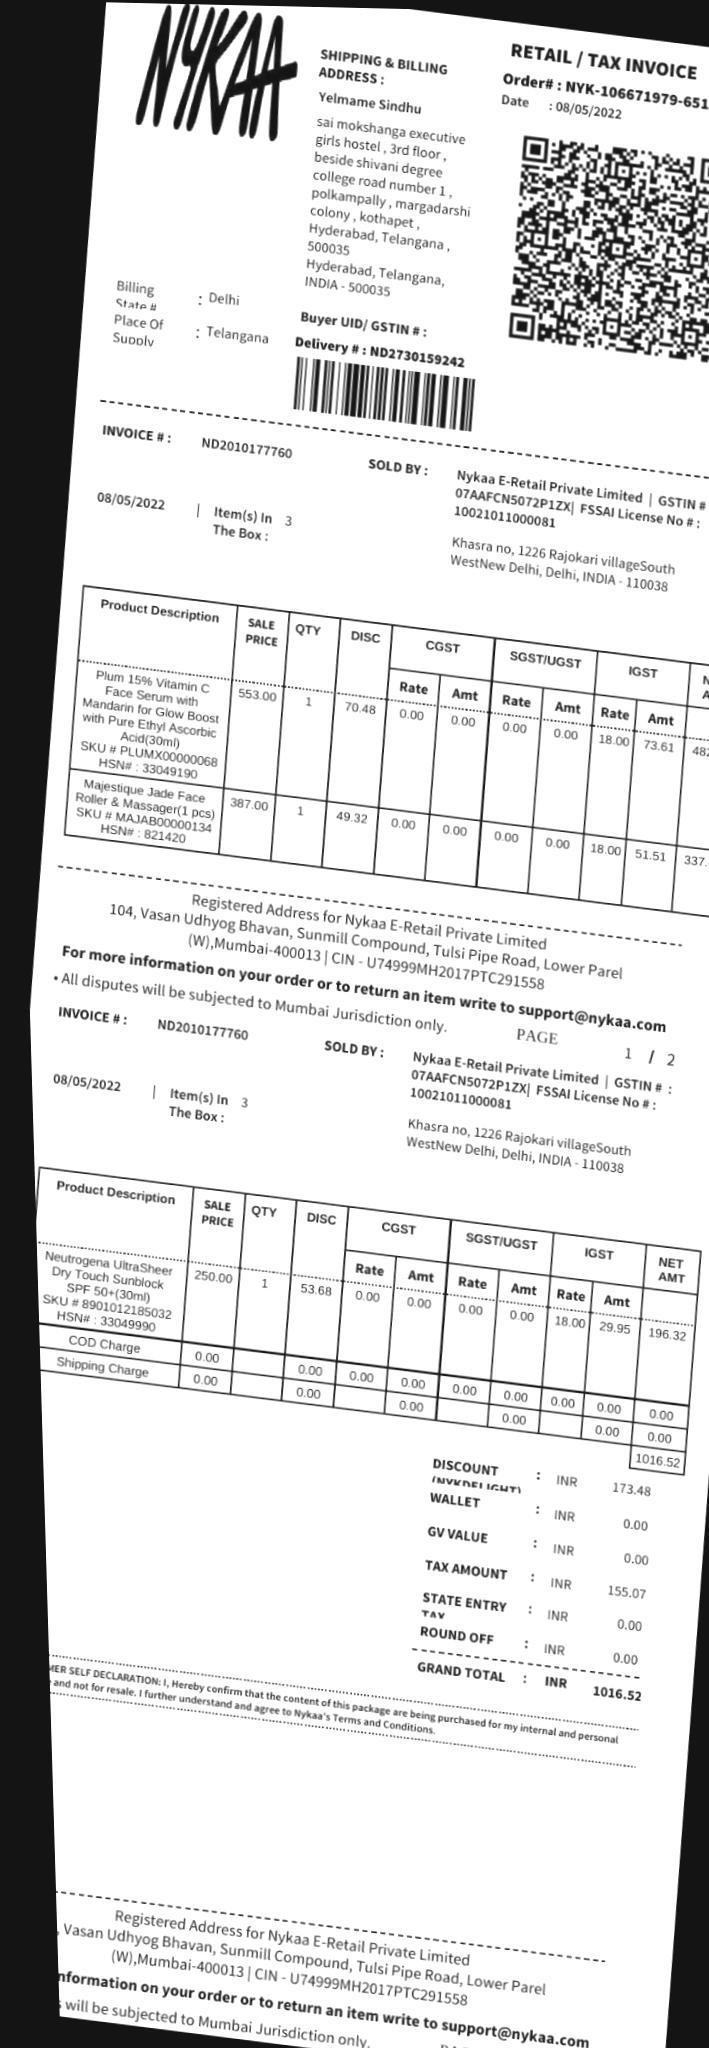 NYKAA
SHIPPING & BILLING
ADDRESS :
Yelmame Sindhu
sai mokshanga executive
girls hostel , 3rd floor ,
beside shivani degree
college road number 1 ,
polkampally , margadarshi
colony , kothapet ,
Hyderabad, Telangana ,
500035
Hyderabad, Telangana,
INDIA - 500035
RETAIL / TAX INVOICE
Order# : NYK-106671979-651
Date : 08/05/2022
Billing
State # : Delhi
Place Of
Supply : Telangana
Buyer UID/ GSTIN # :
Delivery # : ND2730159242
INVOICE # : ND2010177760
SOLD BY :
Nykaa E-Retail Private Limited | GSTIN #
07AAFCN5072P1ZX| FSSAI License No # :
10021011000081
08/05/2022 | Item(s) In 3
The Box :
Khasra no, 1226 Rajokari villageSouth
WestNew Delhi, Delhi, INDIA - 110038
Product Description SALE PRICE QTY DISC CGST SGST/UGST IGST
Rate Amt Rate Amt Rate Amt
Plum 15% Vitamin C 553.00 1 70.48 0.00 0.00 0.00 0.00 18.00 73.61 482
Face Serum with
Mandarin for Glow Boost
with Pure Ethyl Ascorbic
Acid(30ml)
SKU # PLUMX00000068
HSN# : 33049190
Majestique Jade Face 387.00 1 49.32 0.00 0.00 0.00 0.00 18.00 51.51 337.
Roller & Massager(1 pcs)
SKU # MAJAB00000134
HSN# : 821420
Registered Address for Nykaa E-Retail Private Limited
104, Vasan Udhyog Bhavan, Sunmill Compound, Tulsi Pipe Road, Lower Parel
(W),Mumbai-400013 | CIN - U74999MH2017PTC291558
For more information on your order or to return an item write to support@nykaa.com
• All disputes will be subjected to Mumbai Jurisdiction only.
PAGE 1 / 2
INVOICE # : ND2010177760
SOLD BY :
Nykaa E-Retail Private Limited | GSTIN # :
07AAFCN5072P1ZX| FSSAI License No # :
10021011000081
08/05/2022 | Item(s) In 3
The Box :
Khasra no, 1226 Rajokari villageSouth
WestNew Delhi, Delhi, INDIA - 110038
Product Description SALE PRICE QTY DISC CGST SGST/UGST IGST NET AMT
Rate Amt Rate Amt Rate Amt
Neutrogena UltraSheer 250.00 1 53.68 0.00 0.00 0.00 0.00 18.00 29.95 196.32
Dry Touch Sunblock
SPF 50+(30ml)
SKU # 8901012185032
HSN# : 33049990
COD Charge 0.00 0.00 0.00 0.00 0.00 0.00 0.00 0.00 0.00
Shipping Charge 0.00 0.00 0.00 0.00 0.00 0.00
1016.52
DISCOUNT : INR 173.48
(NYKDELIGHT)
WALLET : INR 0.00
GV VALUE : INR 0.00
TAX AMOUNT : INR 155.07
STATE ENTRY : INR 0.00
TAX
ROUND OFF : INR 0.00
GRAND TOTAL : INR 1016.52
MER SELF DECLARATION: I, Hereby confirm that the content of this package are being purchased for my internal and personal
and not for resale. I further understand and agree to Nykaa's Terms and Conditions.
Registered Address for Nykaa E-Retail Private Limited
, Vasan Udhyog Bhavan, Sunmill Compound, Tulsi Pipe Road, Lower Parel
(W),Mumbai-400013 | CIN - U74999MH2017PTC291558
nformation on your order or to return an item write to support@nykaa.com
s will be subjected to Mumbai Jurisdiction only.